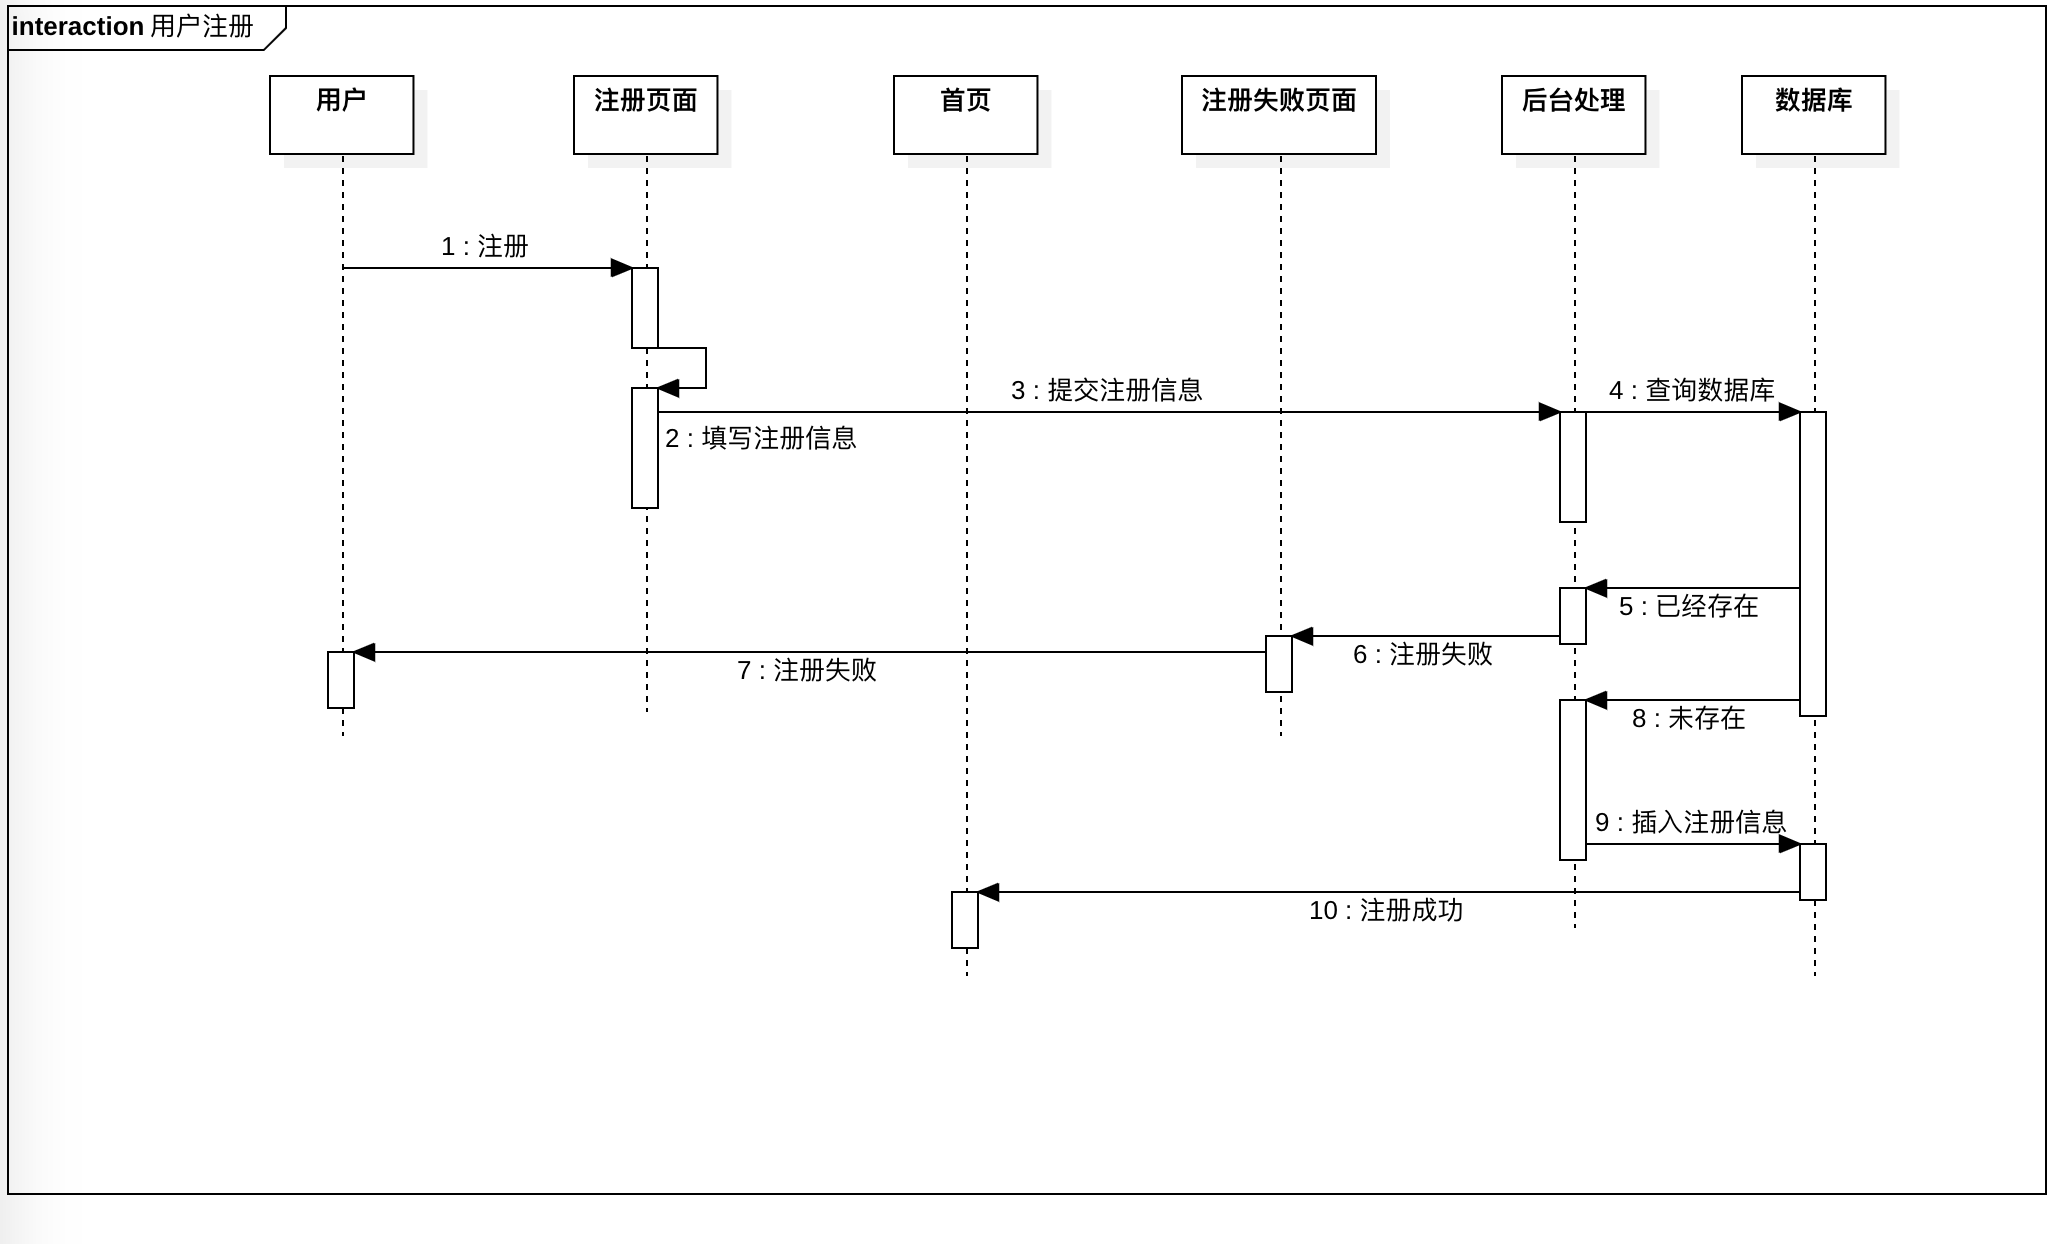 interaction 用户注册
用户
注册页面
首页
注册失败页面
后台处理
数据库
1 : 注册
3 : 提交注册信息
4 : 查询数据库
2 : 填写注册信息
5 : 已经存在
6 : 注册失败
7 : 注册失败
8 : 未存在
9 : 插入注册信息
10 : 注册成功